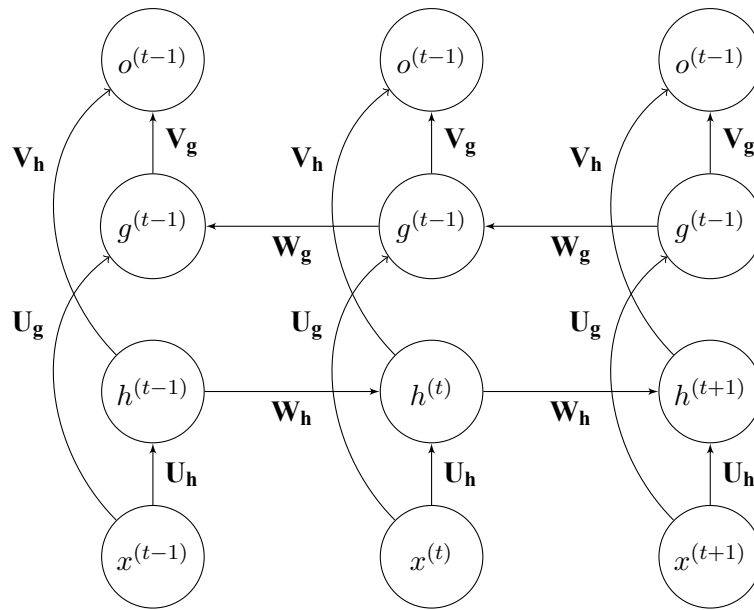 o^{(t−1)} o^{(t−1)} o^{(t−1)}
V_h V_g V_h V_g V_h V_g
g^{(t−1)} g^{(t−1)} g^{(t−1)}
W_g W_g
U_g U_g U_g
h^{(t−1)} h^{(t)} h^{(t+1)}
W_h W_h
U_h U_h U_h
x^{(t−1)} x^{(t)} x^{(t+1)}